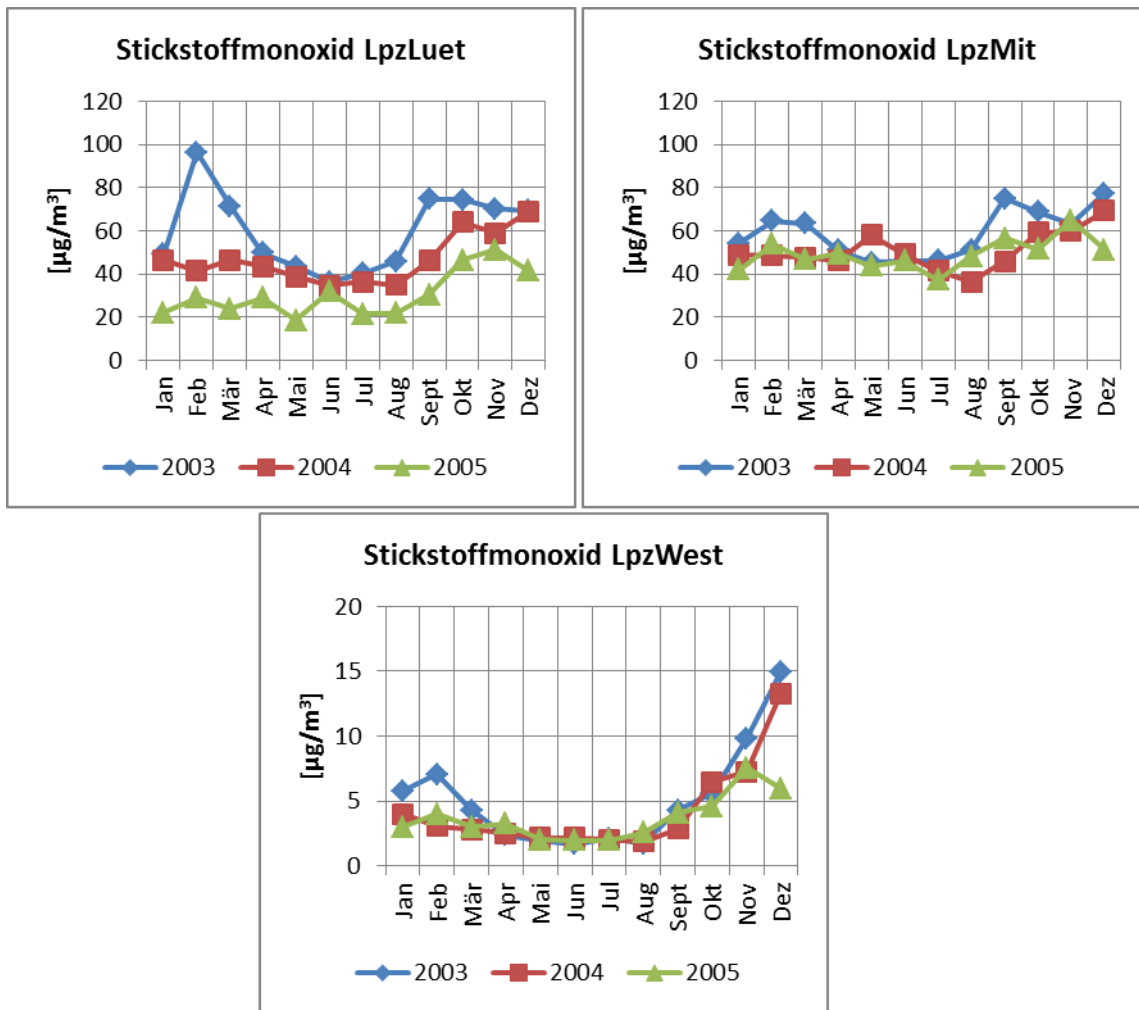 Stickstoffmonoxid LpzLuet
[µg/m³]
120
100
80
60
40
20
0
Jan Feb Mär Apr Mai Jun Jul Aug Sept Okt Nov Dez
2003 2004 2005
Stickstoffmonoxid LpzMit
[µg/m³]
120
100
80
60
40
20
0
Jan Feb Mär Apr Mai Jun Jul Aug Sept Okt Nov Dez
2003 2004 2005
Stickstoffmonoxid LpzWest
[µg/m³]
20
15
10
5
0
Jan Feb Mär Apr Mai Jun Jul Aug Sept Okt Nov Dez
2003 2004 2005